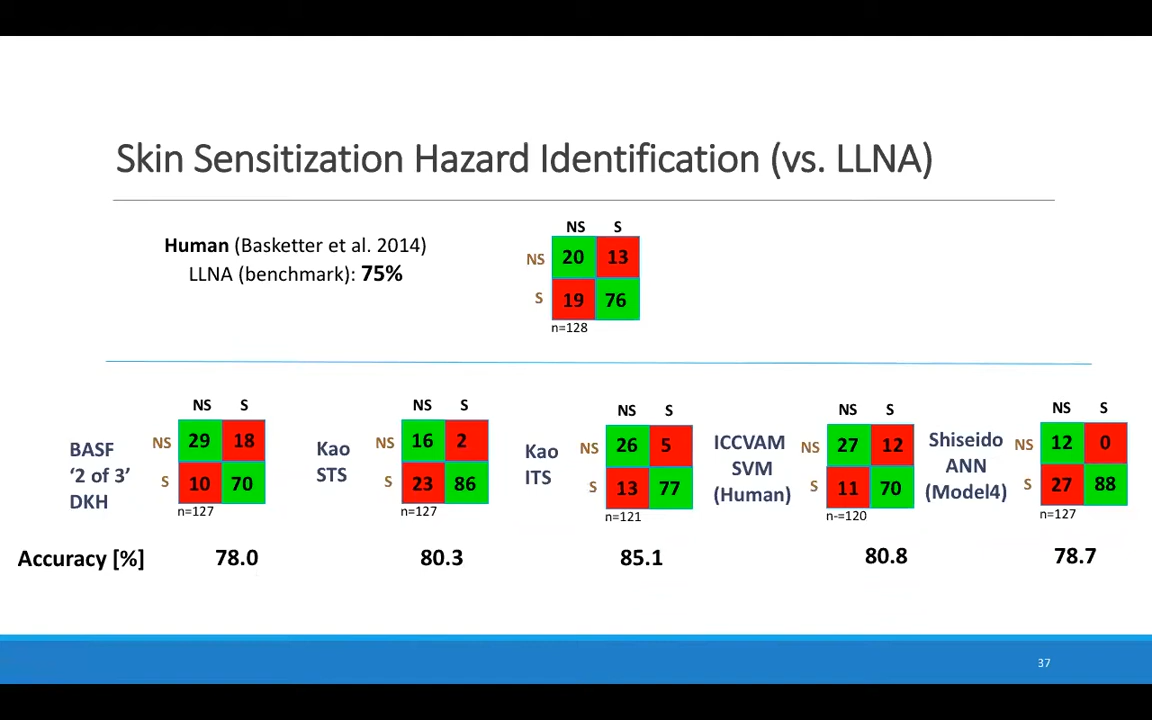 Skin Sensitization Hazard Identification (vs. LLNA)
Human (Basketter et al. 2014)
LLNA (benchmark): 75%
NS S
NS 20 13
S 19 76
n=128
BASF
‘2 of 3’
DKH
NS S
NS 29 18
S 10 70
n=127
Kao
STS
NS S
NS 16 2
S 23 86
n=127
Kao
ITS
NS S
NS 26 5
S 13 77
n=121
ICCVAM
SVM
(Human)
NS S
NS 27 12
S 11 70
n-=120
Shiseido
ANN
(Model4)
NS S
NS 12 0
S 27 88
n=127
Accuracy [%] 78.0 80.3 85.1 80.8 78.7
37